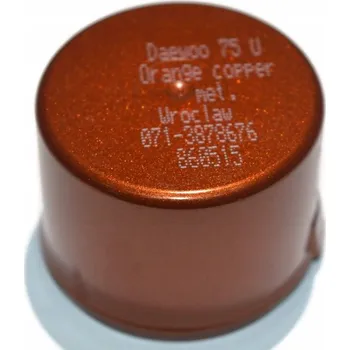 Daewoo 75 U
Orange copper
met.
Wroclaw
071-3878676
860515